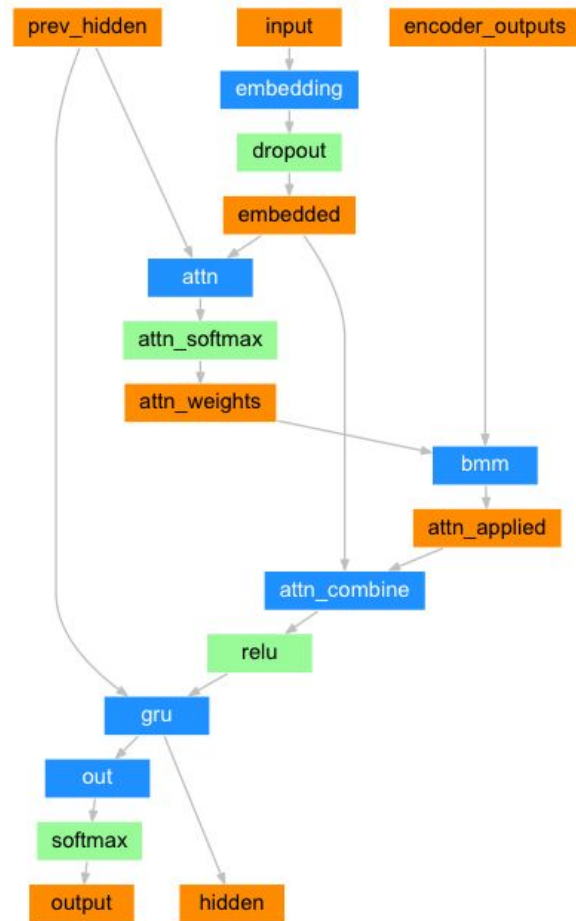 prev_hidden
input
encoder_outputs
embedding
dropout
embedded
attn
attn_softmax
attn_weights
bmm
attn_applied
attn_combine
relu
gru
out
softmax
output
hidden